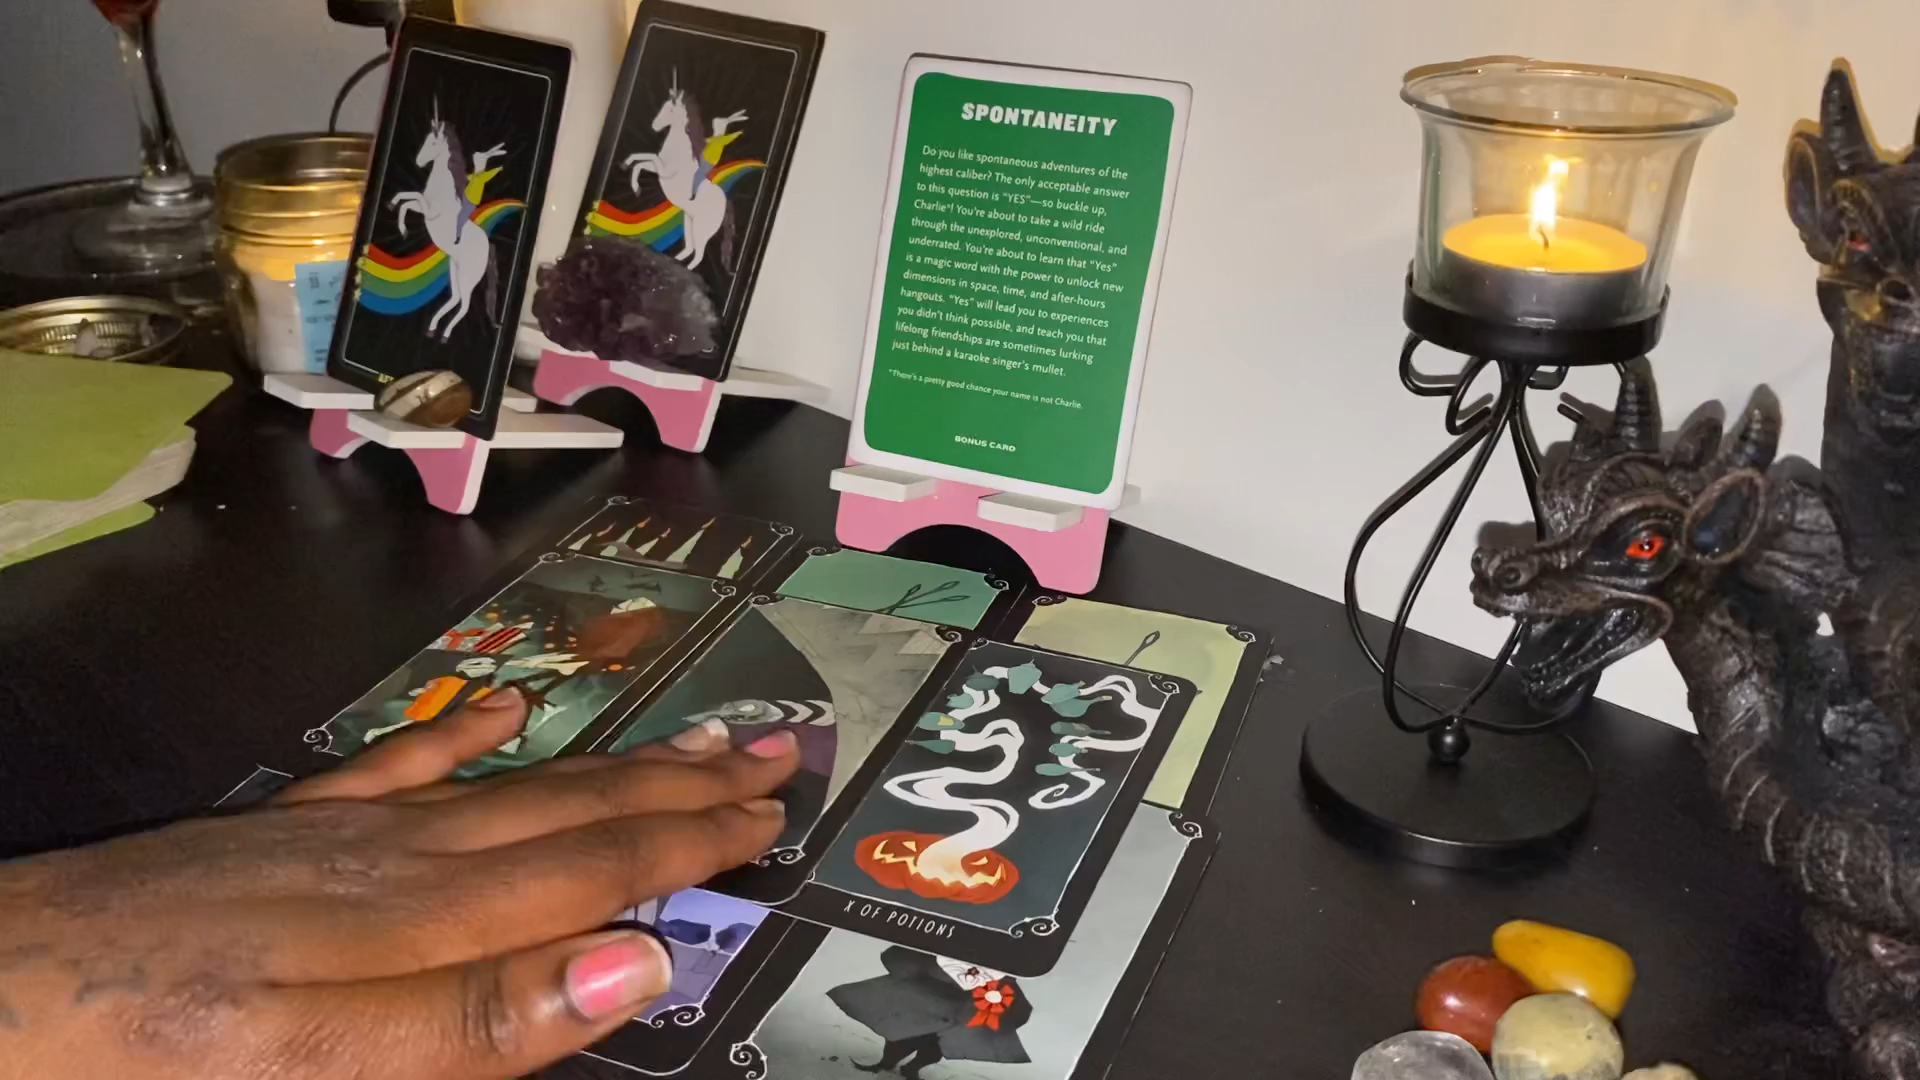 SPONTANEITY
Do you like spontaneous adventures of the
highest caliber? The only acceptable answer
to this question is "YES"—so buckle up,
Charlie*! You're about to take a wild ride
through the unexplored, unconventional, and
underrated. You're about to learn that "Yes"
is a magic word with the power to unlock new
dimensions in space, time, and after-hours
hangouts. "Yes" will lead you to experiences
you didn't think possible, and teach you that
lifelong friendships are sometimes lurking
just behind a karaoke singer's mullet.
*There's a pretty good chance your name is not Charlie.
BONUS CARD
X OF POTIONS